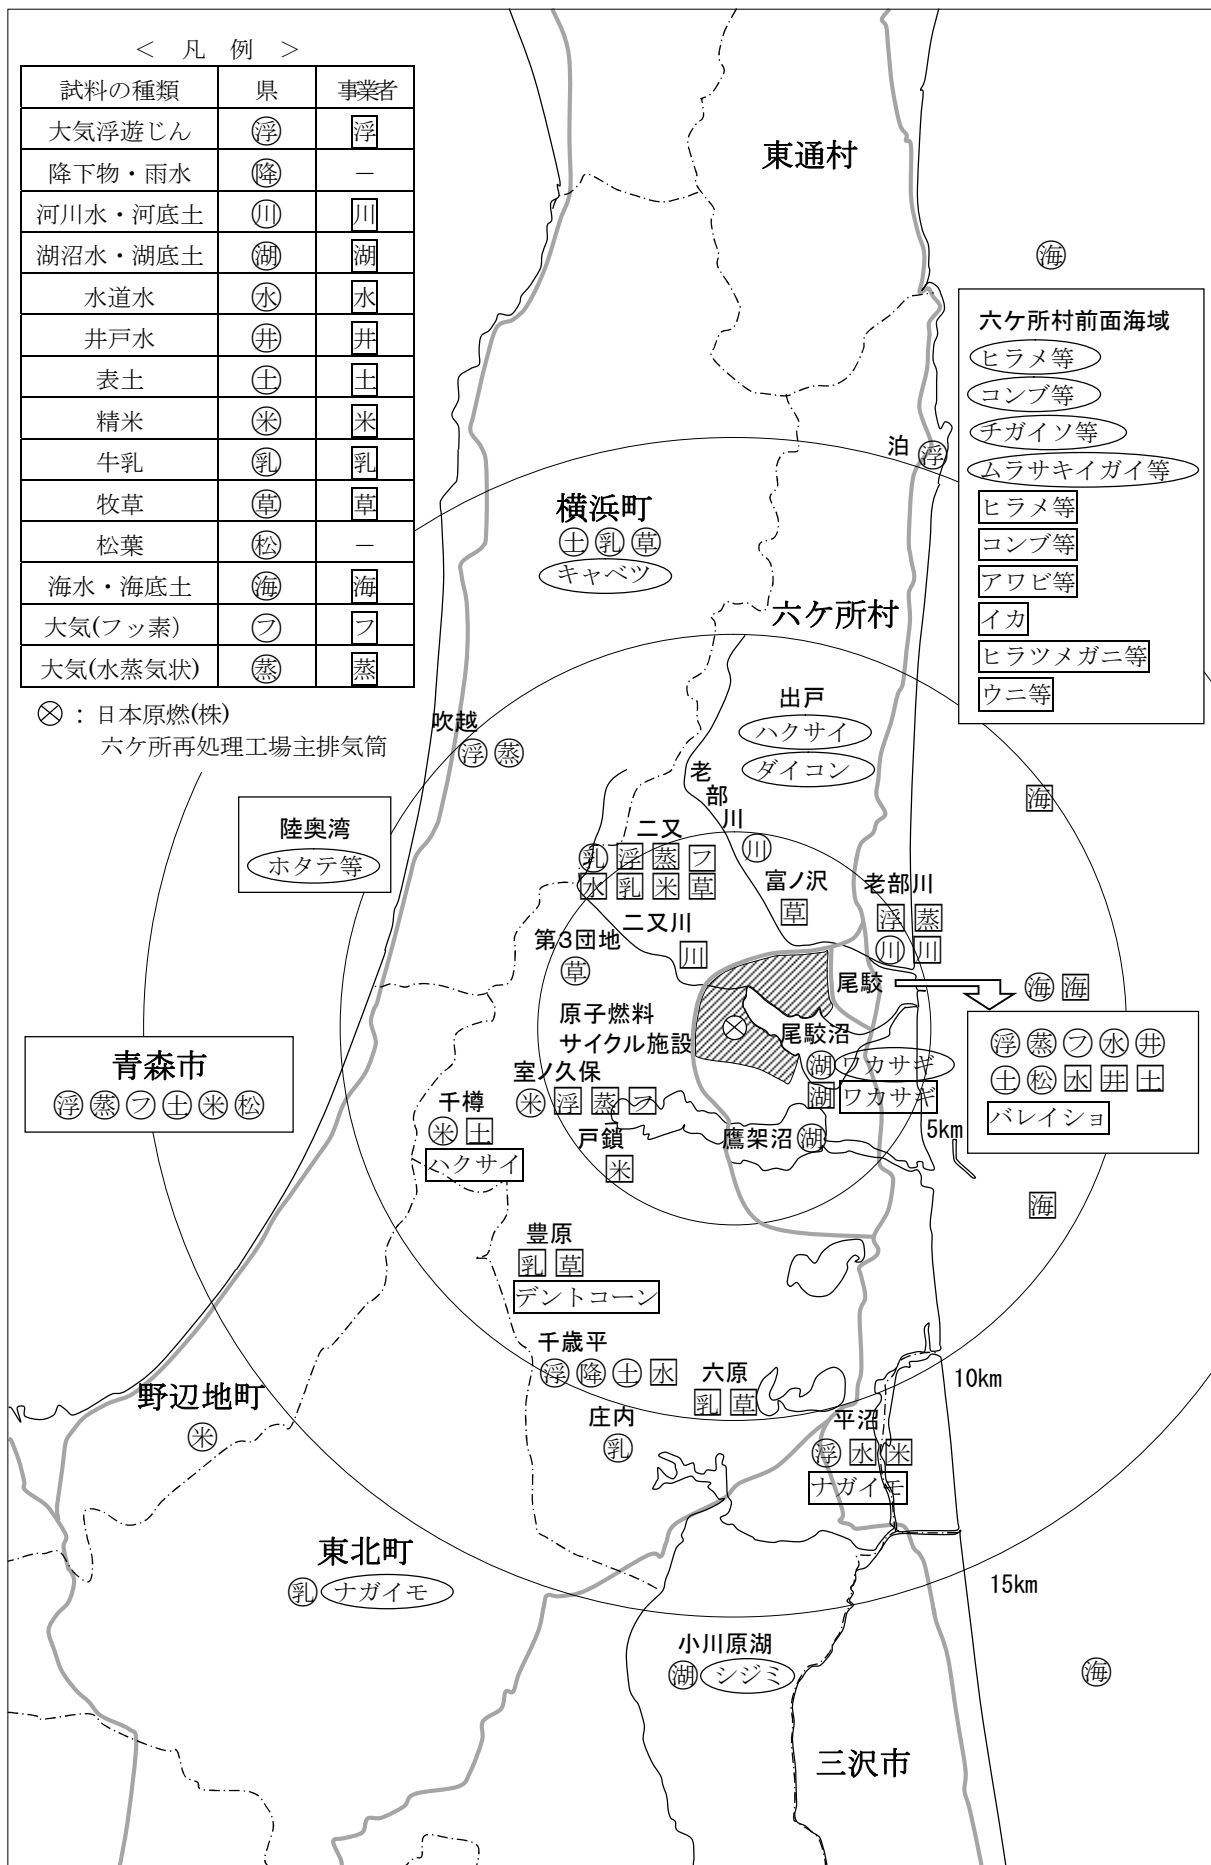 ＜ 凡 例 ＞
試料の種類 県 事業者
大気浮遊じん 浮 浮
降下物・雨水 降 －
河川水・河底土 川 川
湖沼水・湖底土 湖 湖
水道水 水 水
井戸水 井 井
表土 土 土
精米 米 米
牛乳 乳 乳
牧草 草 草
松葉 松 －
海水・海底土 海 海
大気(フッ素) フ フ
大気(水蒸気状) 蒸 蒸
⊗ : 日本原燃(株)
六ケ所再処理工場主排気筒
東通村
海
六ケ所村前面海域
ヒラメ等
コンブ等
チガイソ等
ムラサキイガイ等
ヒラメ等
コンブ等
アワビ等
イカ
ヒラツメガニ等
ウニ等
泊 浮
横浜町
土 乳 草
キャベツ
六ケ所村
出戸
ハクサイ
ダイコン
吹越
浮 蒸
陸奥湾
ホタテ等
老部川
川
海
二又
乳 浮 蒸 フ
水 乳 米 草
富ノ沢
草
老部川
浮 蒸
川 川
二又川
川
第3団地
草
尾駮
海 海
浮 蒸 フ 水 井
土 松 水 井 土
バレイショ
原子燃料
サイクル施設
尾駮沼
湖 ワカサギ
湖 ワカサギ
青森市
浮 蒸 フ 土 米 松
室ノ久保
米 浮 蒸 フ
千樽
米 土
ハクサイ
戸鎖
米
鷹架沼 湖
5km
海
豊原
乳 草
デントコーン
千歳平
浮 降 土 水
六原
乳 草
10km
野辺地町
米
庄内
乳
平沼
浮 水 米
ナガイモ
東北町
乳 ナガイモ
15km
小川原湖
湖 シジミ
海
三沢市